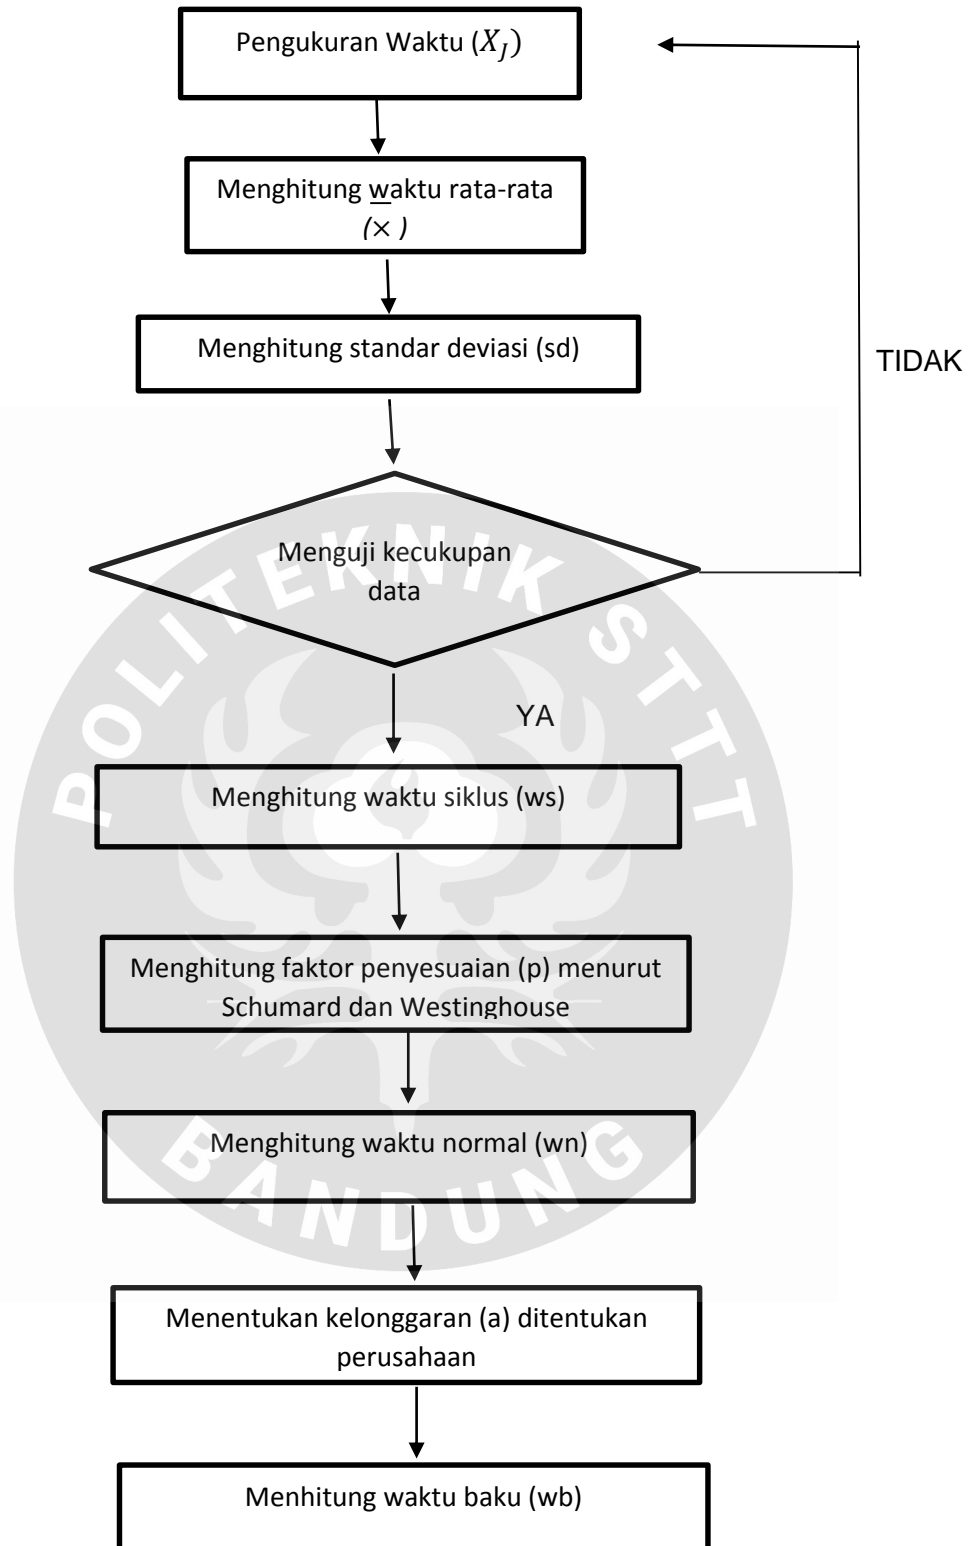 Pengukuran Waktu (X_J)
Menghitung waktu rata-rata
(× )
Menghitung standar deviasi (sd)
TIDAK
Menguji kecukupan
data
YA
Menghitung waktu siklus (ws)
Menghitung faktor penyesuaian (p) menurut
Schumard dan Westinghouse
Menghitung waktu normal (wn)
Menentukan kelonggaran (a) ditentukan
perusahaan
Menhitung waktu baku (wb)
POLITEKNIK STTT
BANDUNG